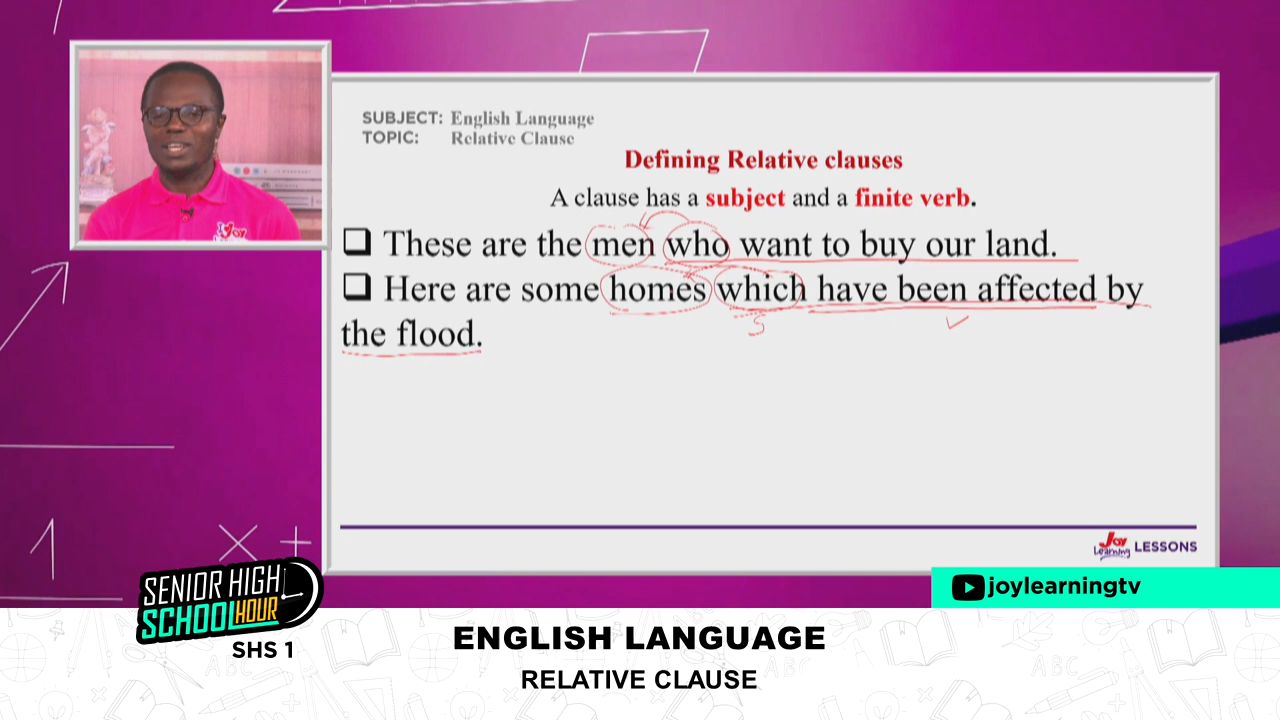 SUBJECT: English Language
TOPIC: Relative Clause
Defining Relative clauses
A clause has a subject and a finite verb.
❑ These are the men who want to buy our land.
❑ Here are some homes which have been affected by
the flood.
S
Joy
Learning LESSONS
joylearningtv
SENIOR HIGH
SCHOOL HOUR
SHS 1
ENGLISH LANGUAGE
RELATIVE CLAUSE